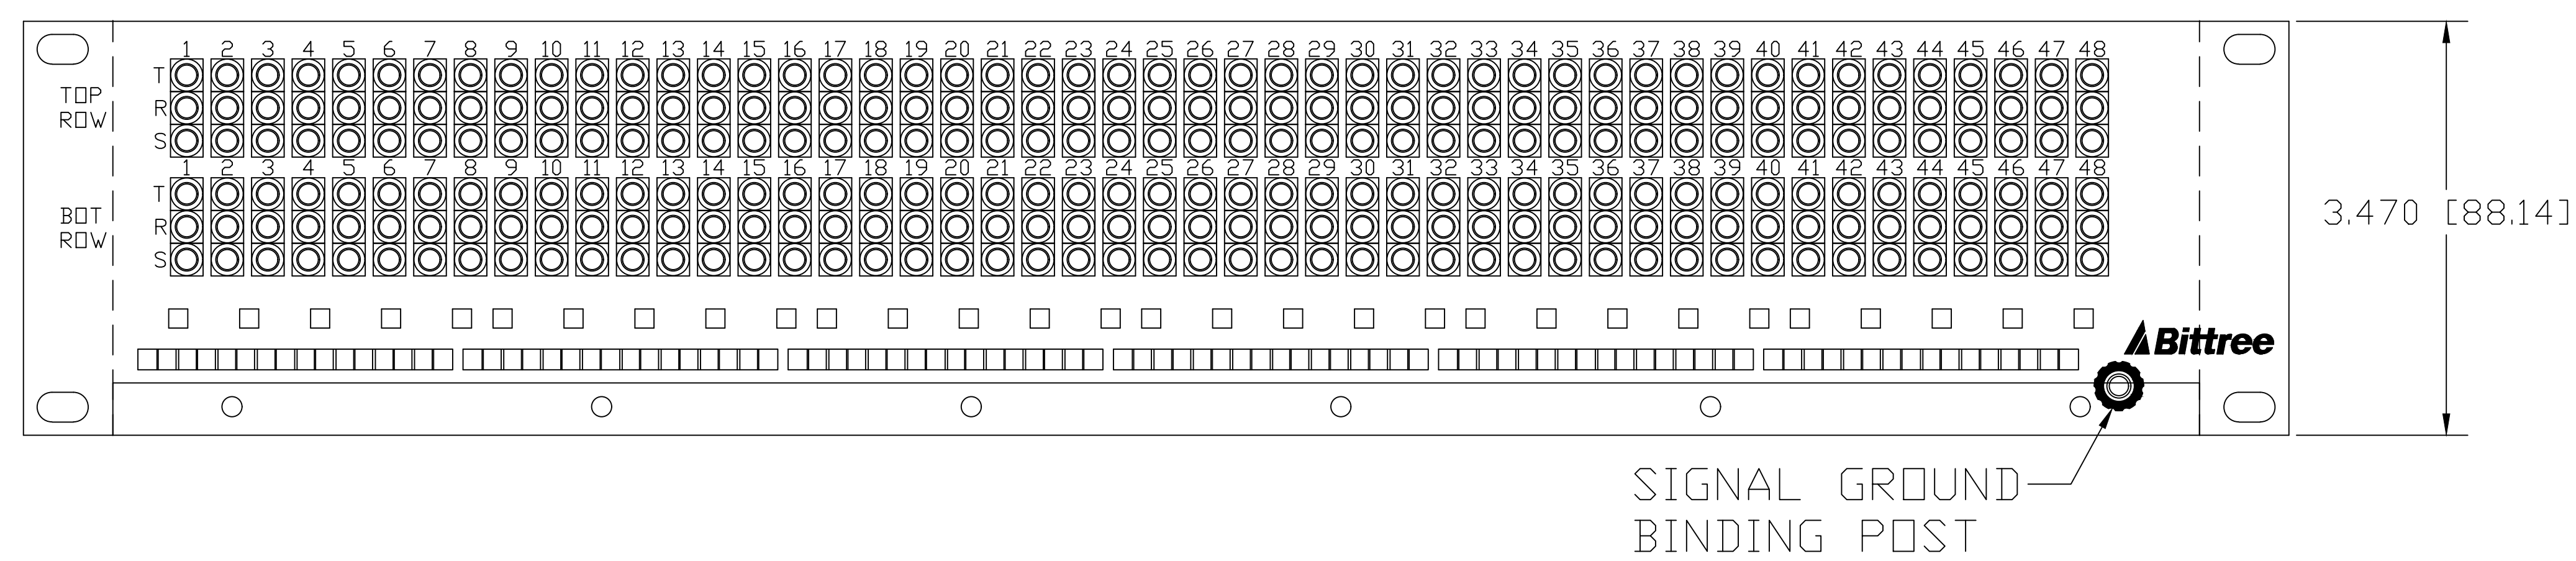 1 2 3 4 5 6 7 8 9 10 11 12 13 14 15 16 17 18 19 20 21 22 23 24 25 26 27 28 29 30 31 32 33 34 35 36 37 38 39 40 41 42 43 44 45 46 47 48
T
TOP
R
ROW
S
1 2 3 4 5 6 7 8 9 10 11 12 13 14 15 16 17 18 19 20 21 22 23 24 25 26 27 28 29 30 31 32 33 34 35 36 37 38 39 40 41 42 43 44 45 46 47 48
T
BOT
R
ROW
S
3.470 [88.14]
Bittree
SIGNAL GROUND
BINDING POST